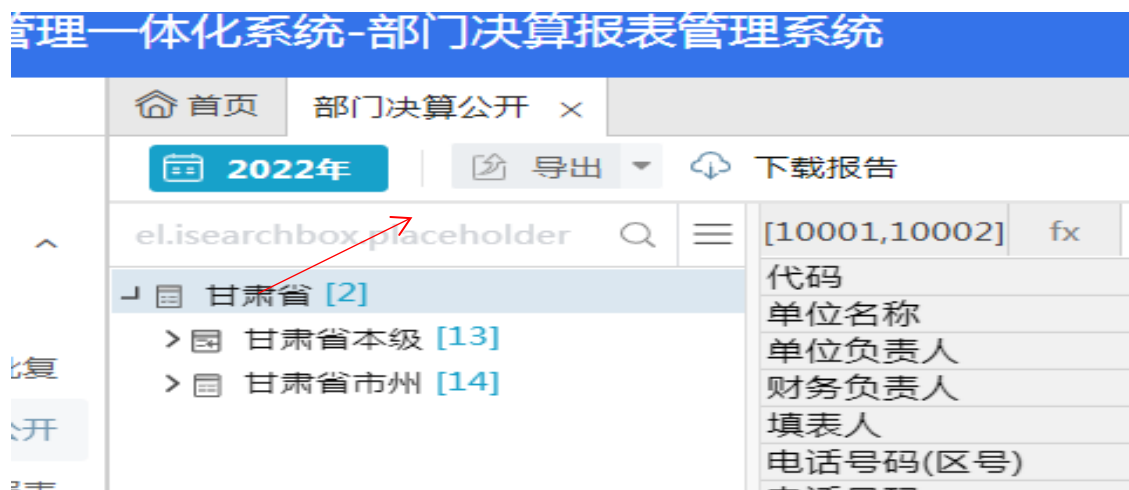 管理一体化系统-部门决算报表管理系统
首页 部门决算公开 ×
2022年 导出 下载报告
el.isearchbox.placeholder [10001,10002] fx
甘肃省 [2] 代码
单位名称
甘肃省本级 [13]
单位负责人
复 甘肃省市州 [14] 财务负责人
开 填表人
电话号码(区号)